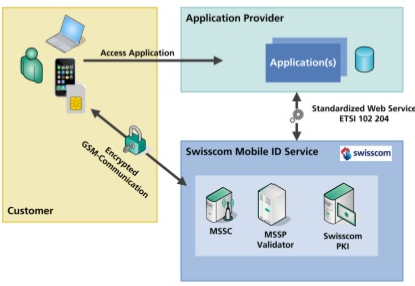 Application Provider
Access Application
Application(s)
Standardized Web Service
ETSI 102 204
Encrypted
GSM-Communication
Customer
Swisscom Mobile ID Service
swisscom
MSSC
MSSP
Validator
Swisscom
PKI